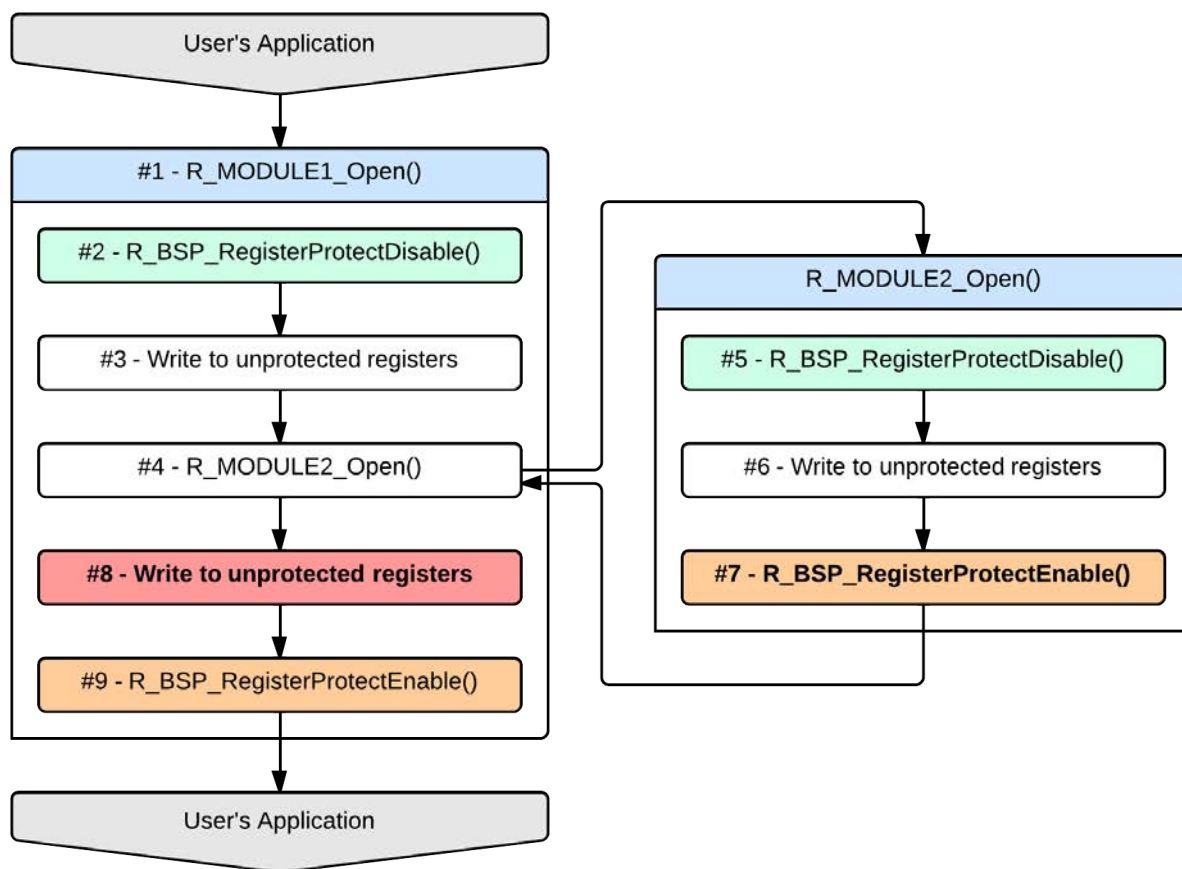 User's Application
#1 - R_MODULE1_Open()
#2 - R_BSP_RegisterProtectDisable()
#3 - Write to unprotected registers
#4 - R_MODULE2_Open()
#8 - Write to unprotected registers
#9 - R_BSP_RegisterProtectEnable()
User's Application
R_MODULE2_Open()
#5 - R_BSP_RegisterProtectDisable()
#6 - Write to unprotected registers
#7 - R_BSP_RegisterProtectEnable()